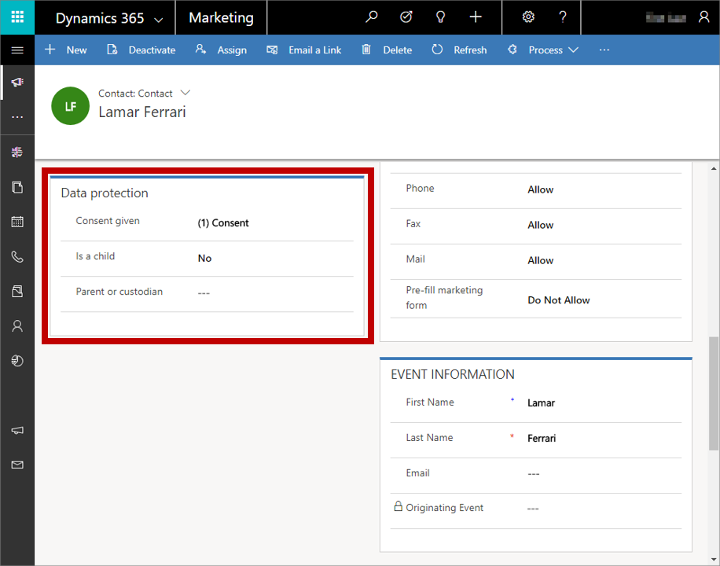 Dynamics 365 Marketing
New Deactivate Assign Email a Link Delete Refresh Process
LF
Contact: Contact
Lamar Ferrari
Data protection
Consent given (1) Consent
Is a child No
Parent or custodian ---
Phone Allow
Fax Allow
Mail Allow
Pre-fill marketing
form Do Not Allow
EVENT INFORMATION
First Name * Lamar
Last Name * Ferrari
Email ---
Originating Event ---